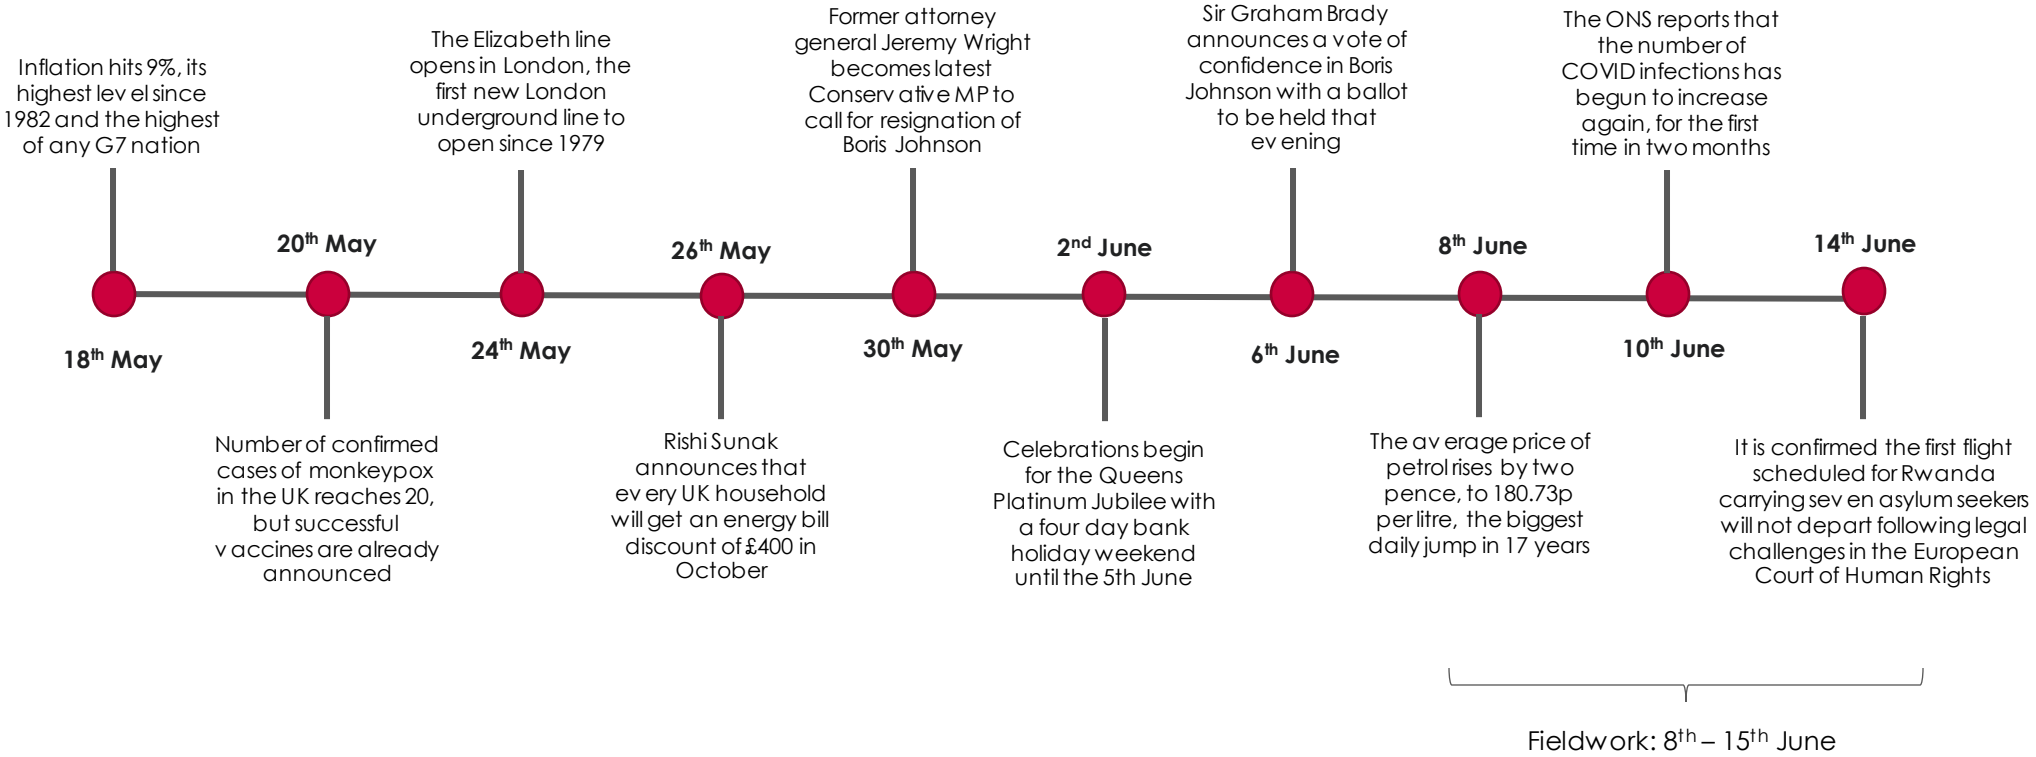 Inflation hits 9%, its
highest level since
1982 and the highest
of any G7 nation
18th May
20th May
Number of confirmed
cases of monkeypox
in the UK reaches 20,
but successful
vaccines are already
announced
The Elizabeth line
opens in London, the
first new London
underground line to
open since 1979
24th May
26th May
Rishi Sunak
announces that
every UK household
will get an energy bill
discount of £400 in
October
Former attorney
general Jeremy Wright
becomes latest
Conservative MP to
call for resignation of
Boris Johnson
30th May
2nd June
Celebrations begin
for the Queens
Platinum Jubilee with
a four day bank
holiday weekend
until the 5th June
Sir Graham Brady
announces a vote of
confidence in Boris
Johnson with a ballot
to be held that
evening
6th June
8th June
The average price of
petrol rises by two
pence, to 180.73p
per litre, the biggest
daily jump in 17 years
The ONS reports that
the number of
COVID infections has
begun to increase
again, for the first
time in two months
10th June
14th June
It is confirmed the first flight
scheduled for Rwanda
carrying seven asylum seekers
will not depart following legal
challenges in the European
Court of Human Rights
Fieldwork: 8th – 15th June